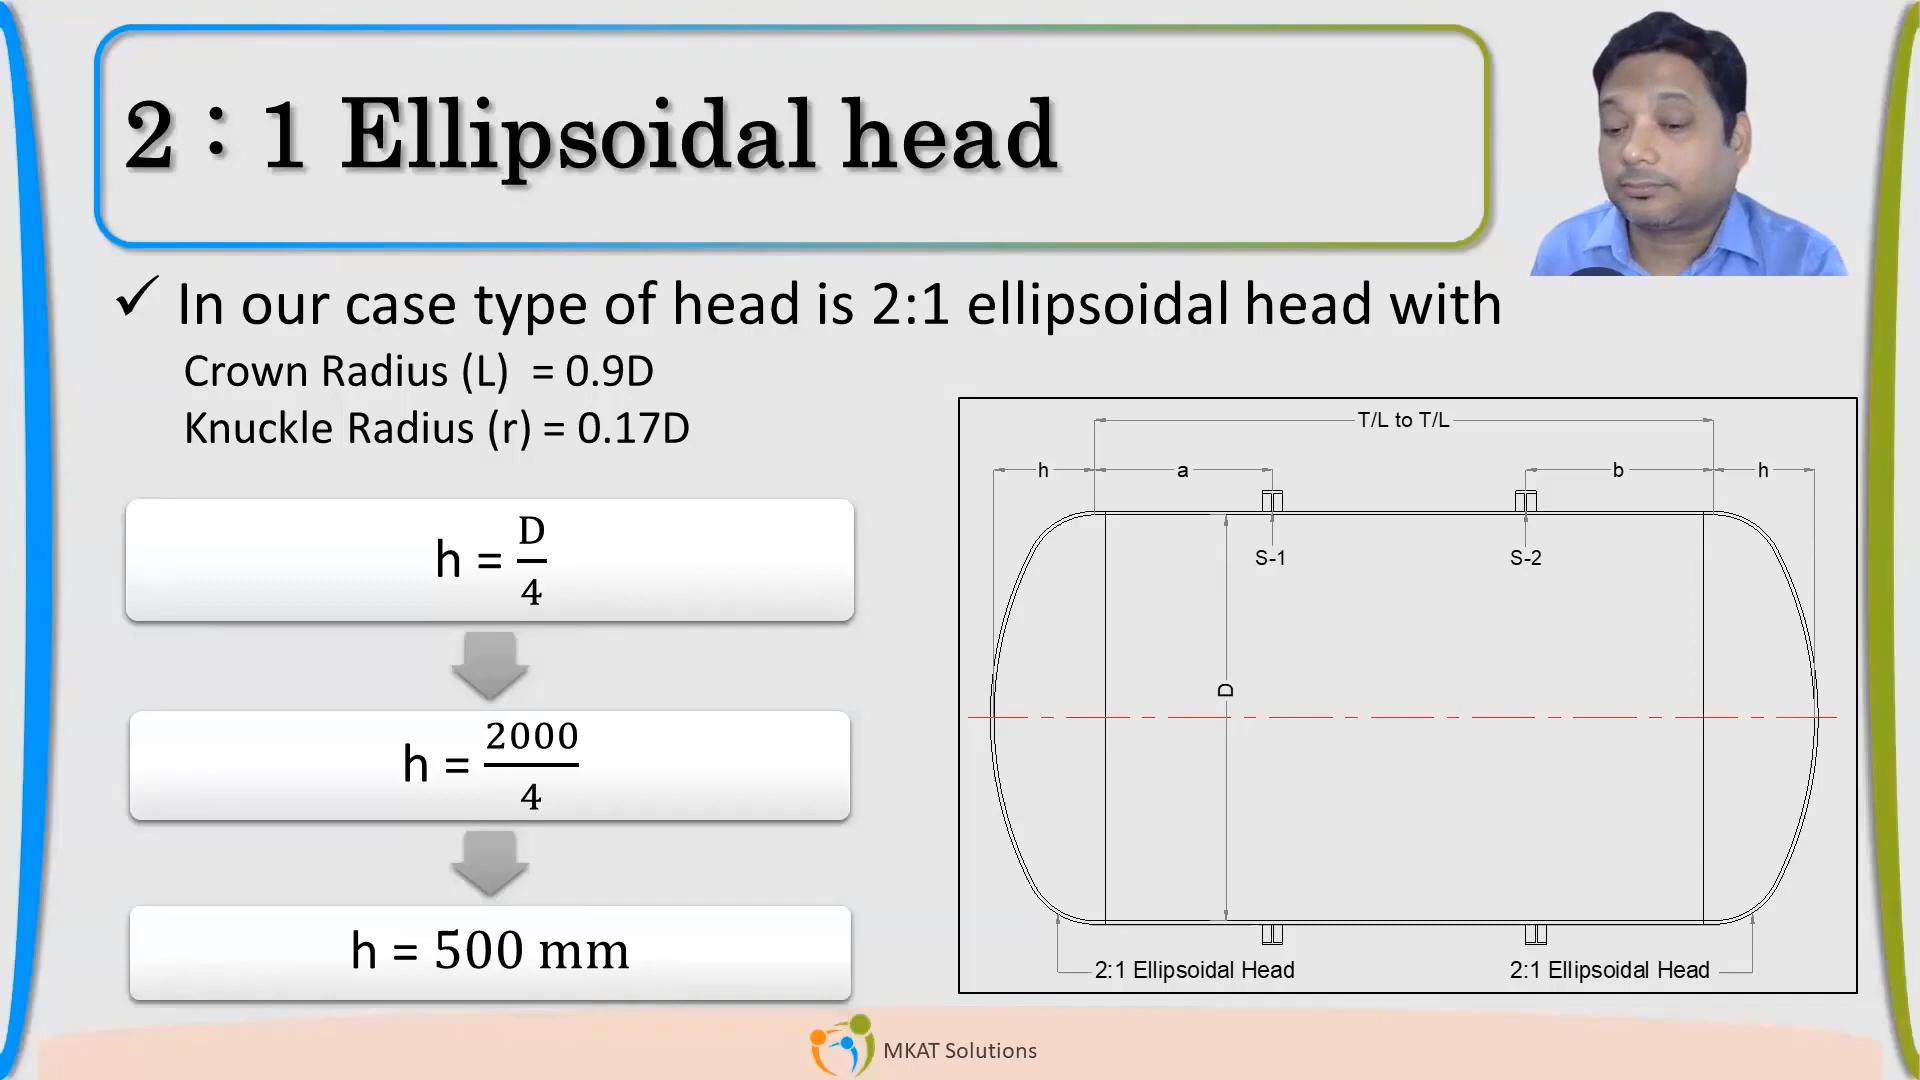 2 : 1 Ellipsoidal head
✓ In our case type of head is 2:1 ellipsoidal head with
Crown Radius (L) = 0.9D
Knuckle Radius (r) = 0.17D
h = D/4
h = 2000/4
h = 500 mm
T/L to T/L
h a b h
S-1 S-2
D
2:1 Ellipsoidal Head 2:1 Ellipsoidal Head
MKAT Solutions